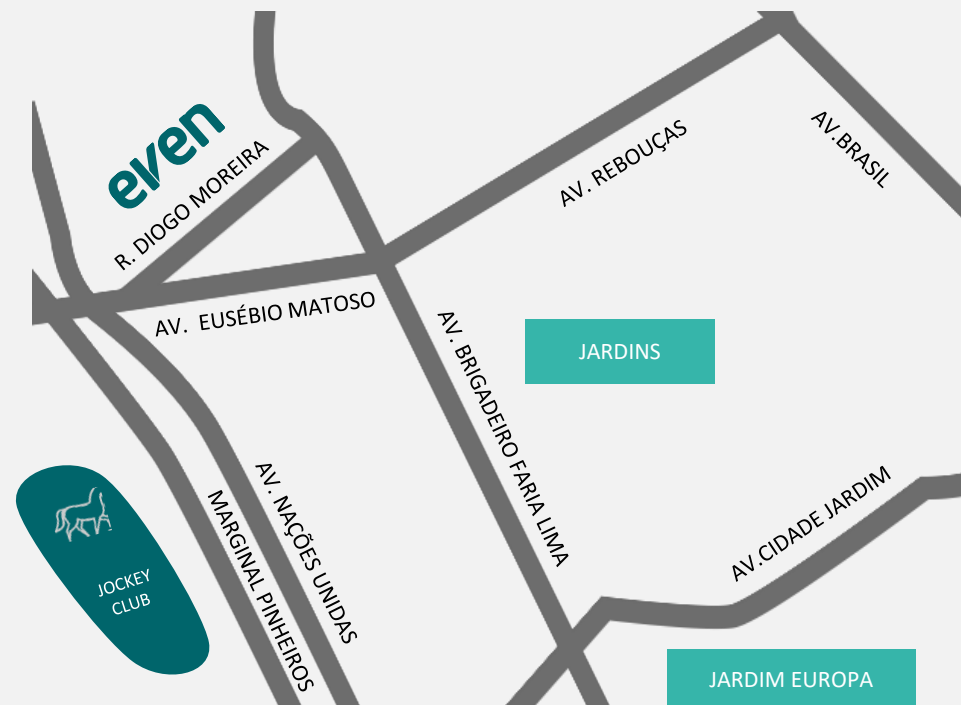 even
R. DIOGO MOREIRA
AV. REBOUÇAS
AV.BRASIL
AV. EUSÉBIO MATOSO
AV. BRIGADEIRO FARIA LIMA
JARDINS
AV. NAÇÕES UNIDAS
MARGINAL PINHEIROS
AV.CIDADE JARDIM
JOCKEY
CLUB
JARDIM EUROPA